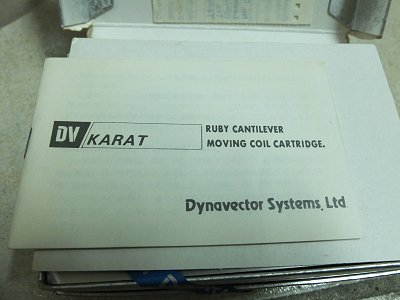 DV KARAT
RUBY CANTILEVER
MOVING COIL CARTRIDGE.
Dynavector Systems, Ltd